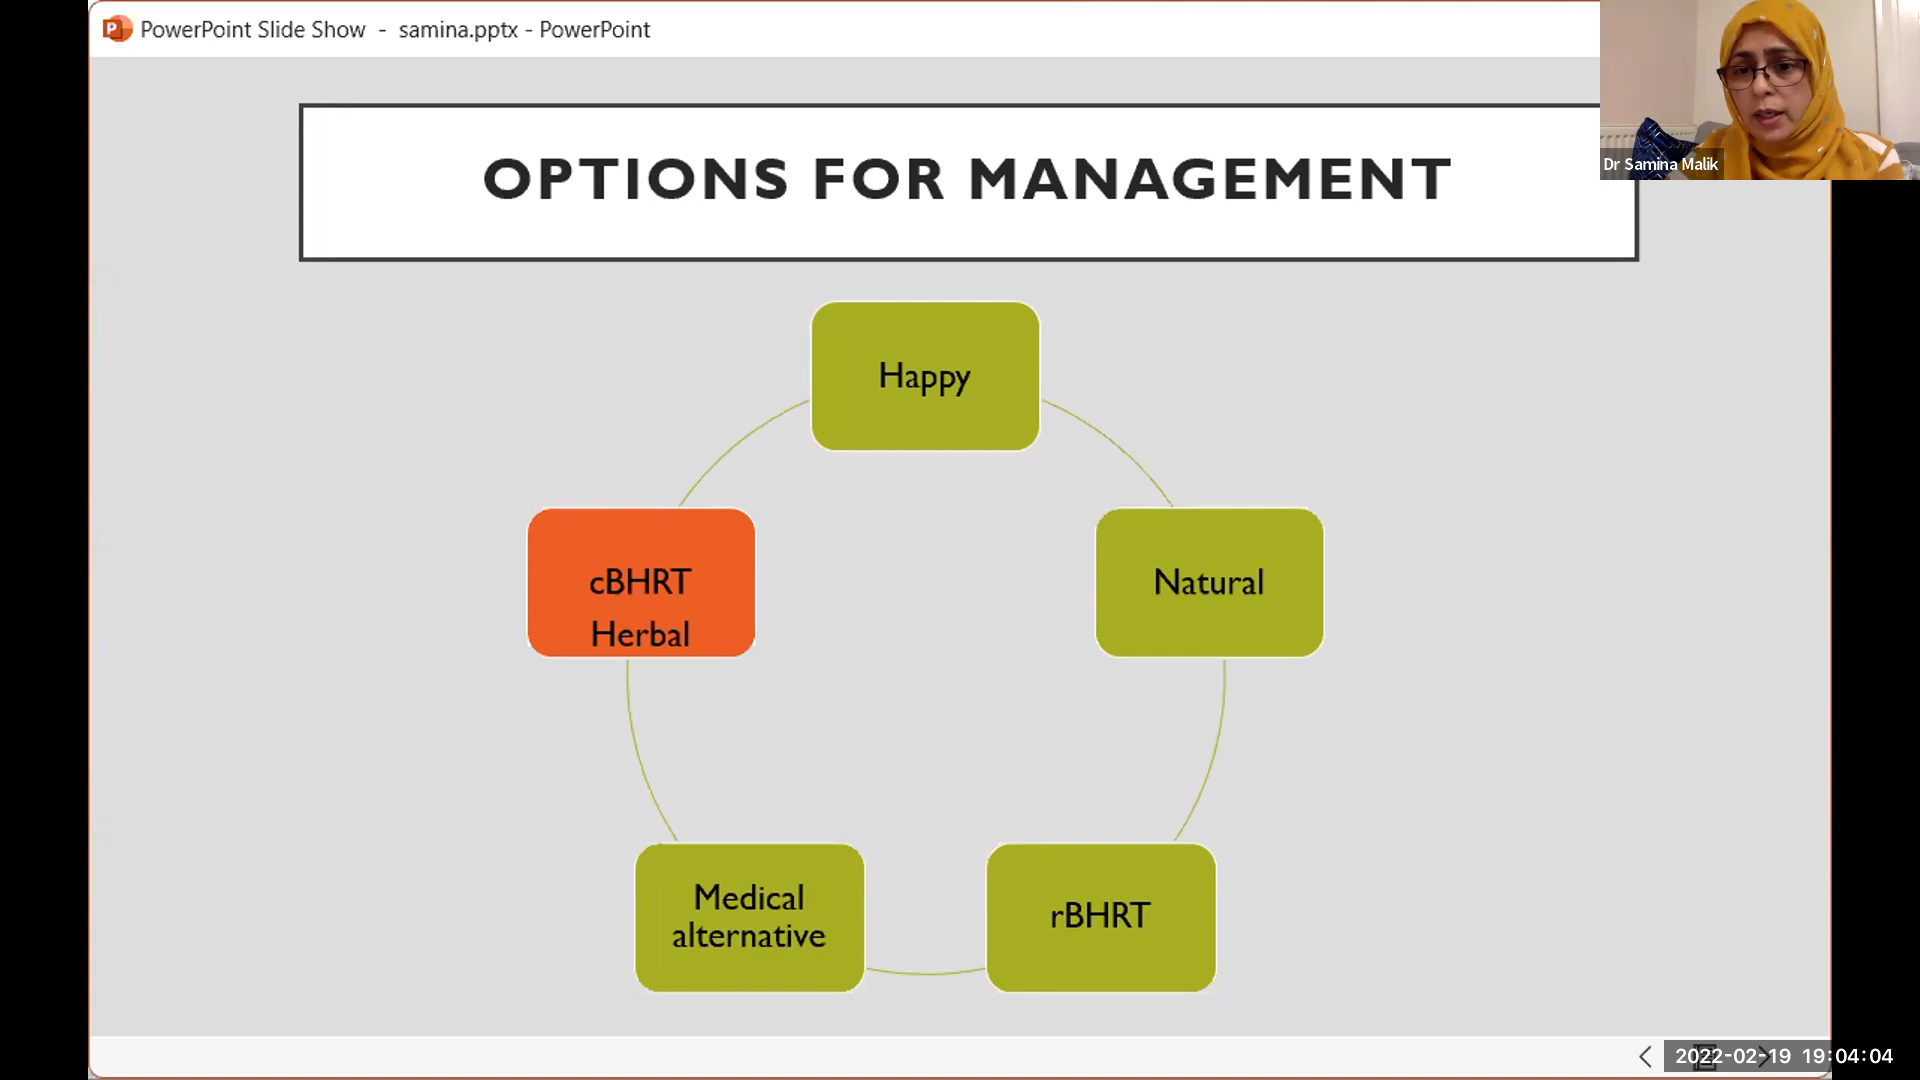 PowerPoint Slide Show - samina.pptx - PowerPoint
Dr Samina Malik
OPTIONS FOR MANAGEMENT
Happy
cBHRT
Herbal
Natural
Medical
alternative
rBHRT
2022-02-19 19:04:04